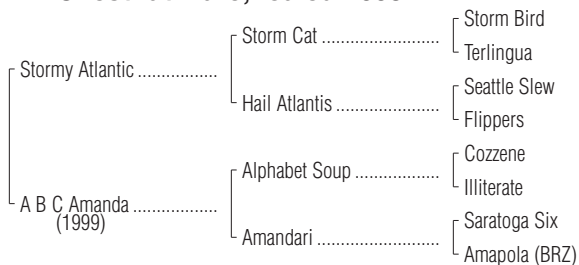 Storm Bird
Storm Cat ........................
Terlingua
Stormy Atlantic .................
Seattle Slew
Hail Atlantis .....................
Flippers
Cozzene
Alphabet Soup .................
Illiterate
A B C Amanda ..................
(1999)
Saratoga Six
Amandari .........................
Amapola (BRZ)